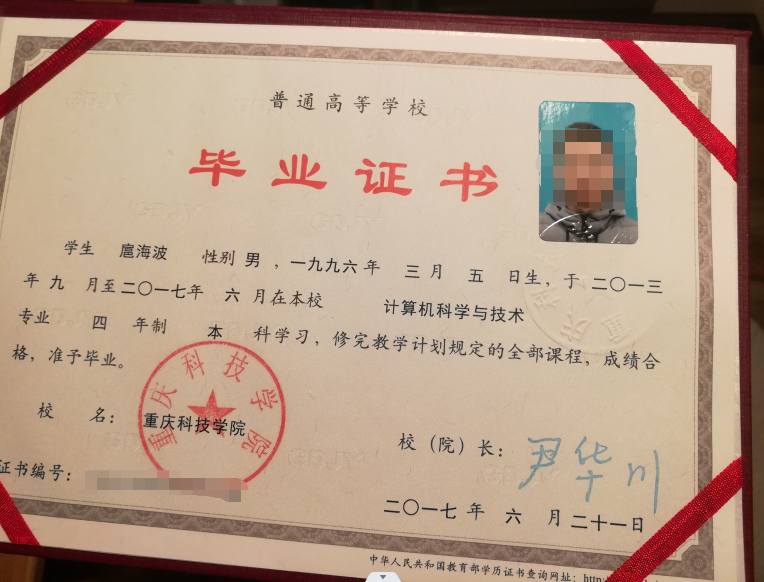 普通高等学校
毕业证书
学生 扈海波 性别 男 ，一九九六 年 三 月 五 日生，于 二〇一三
年 九 月至 二〇一七年 六 月在本校 计算机科学与技术
专业 四 年制 本 科学习，修完教学计划规定的全部课程，成绩合
格，准予毕业。
重庆科技学院
校 名： 重庆科技学院
校（院）长： 尹华川
证书编号：
二〇一七 年 六 月 二十一日
中华人民共和国教育部学历证书查询网址：http